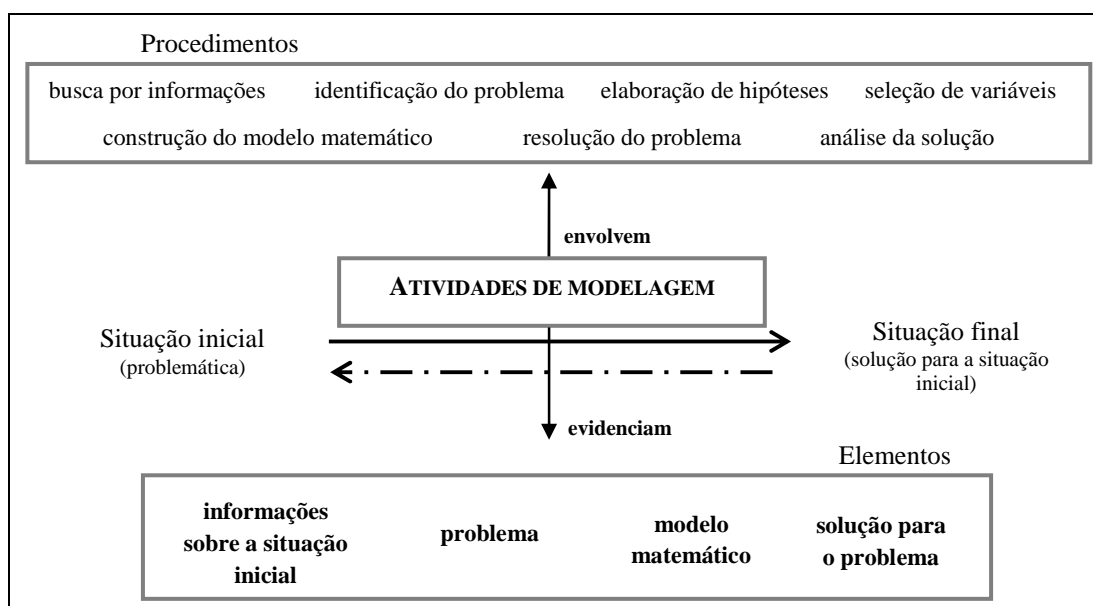 Procedimentos
busca por informações identificação do problema elaboração de hipóteses seleção de variáveis
construção do modelo matemático resolução do problema análise da solução
envolvem
ATIVIDADES DE MODELAGEM
Situação inicial
(problemática)
Situação final
(solução para a situação
inicial)
evidenciam
Elementos
informações
sobre a situação
inicial
problema
modelo
matemático
solução para
o problema